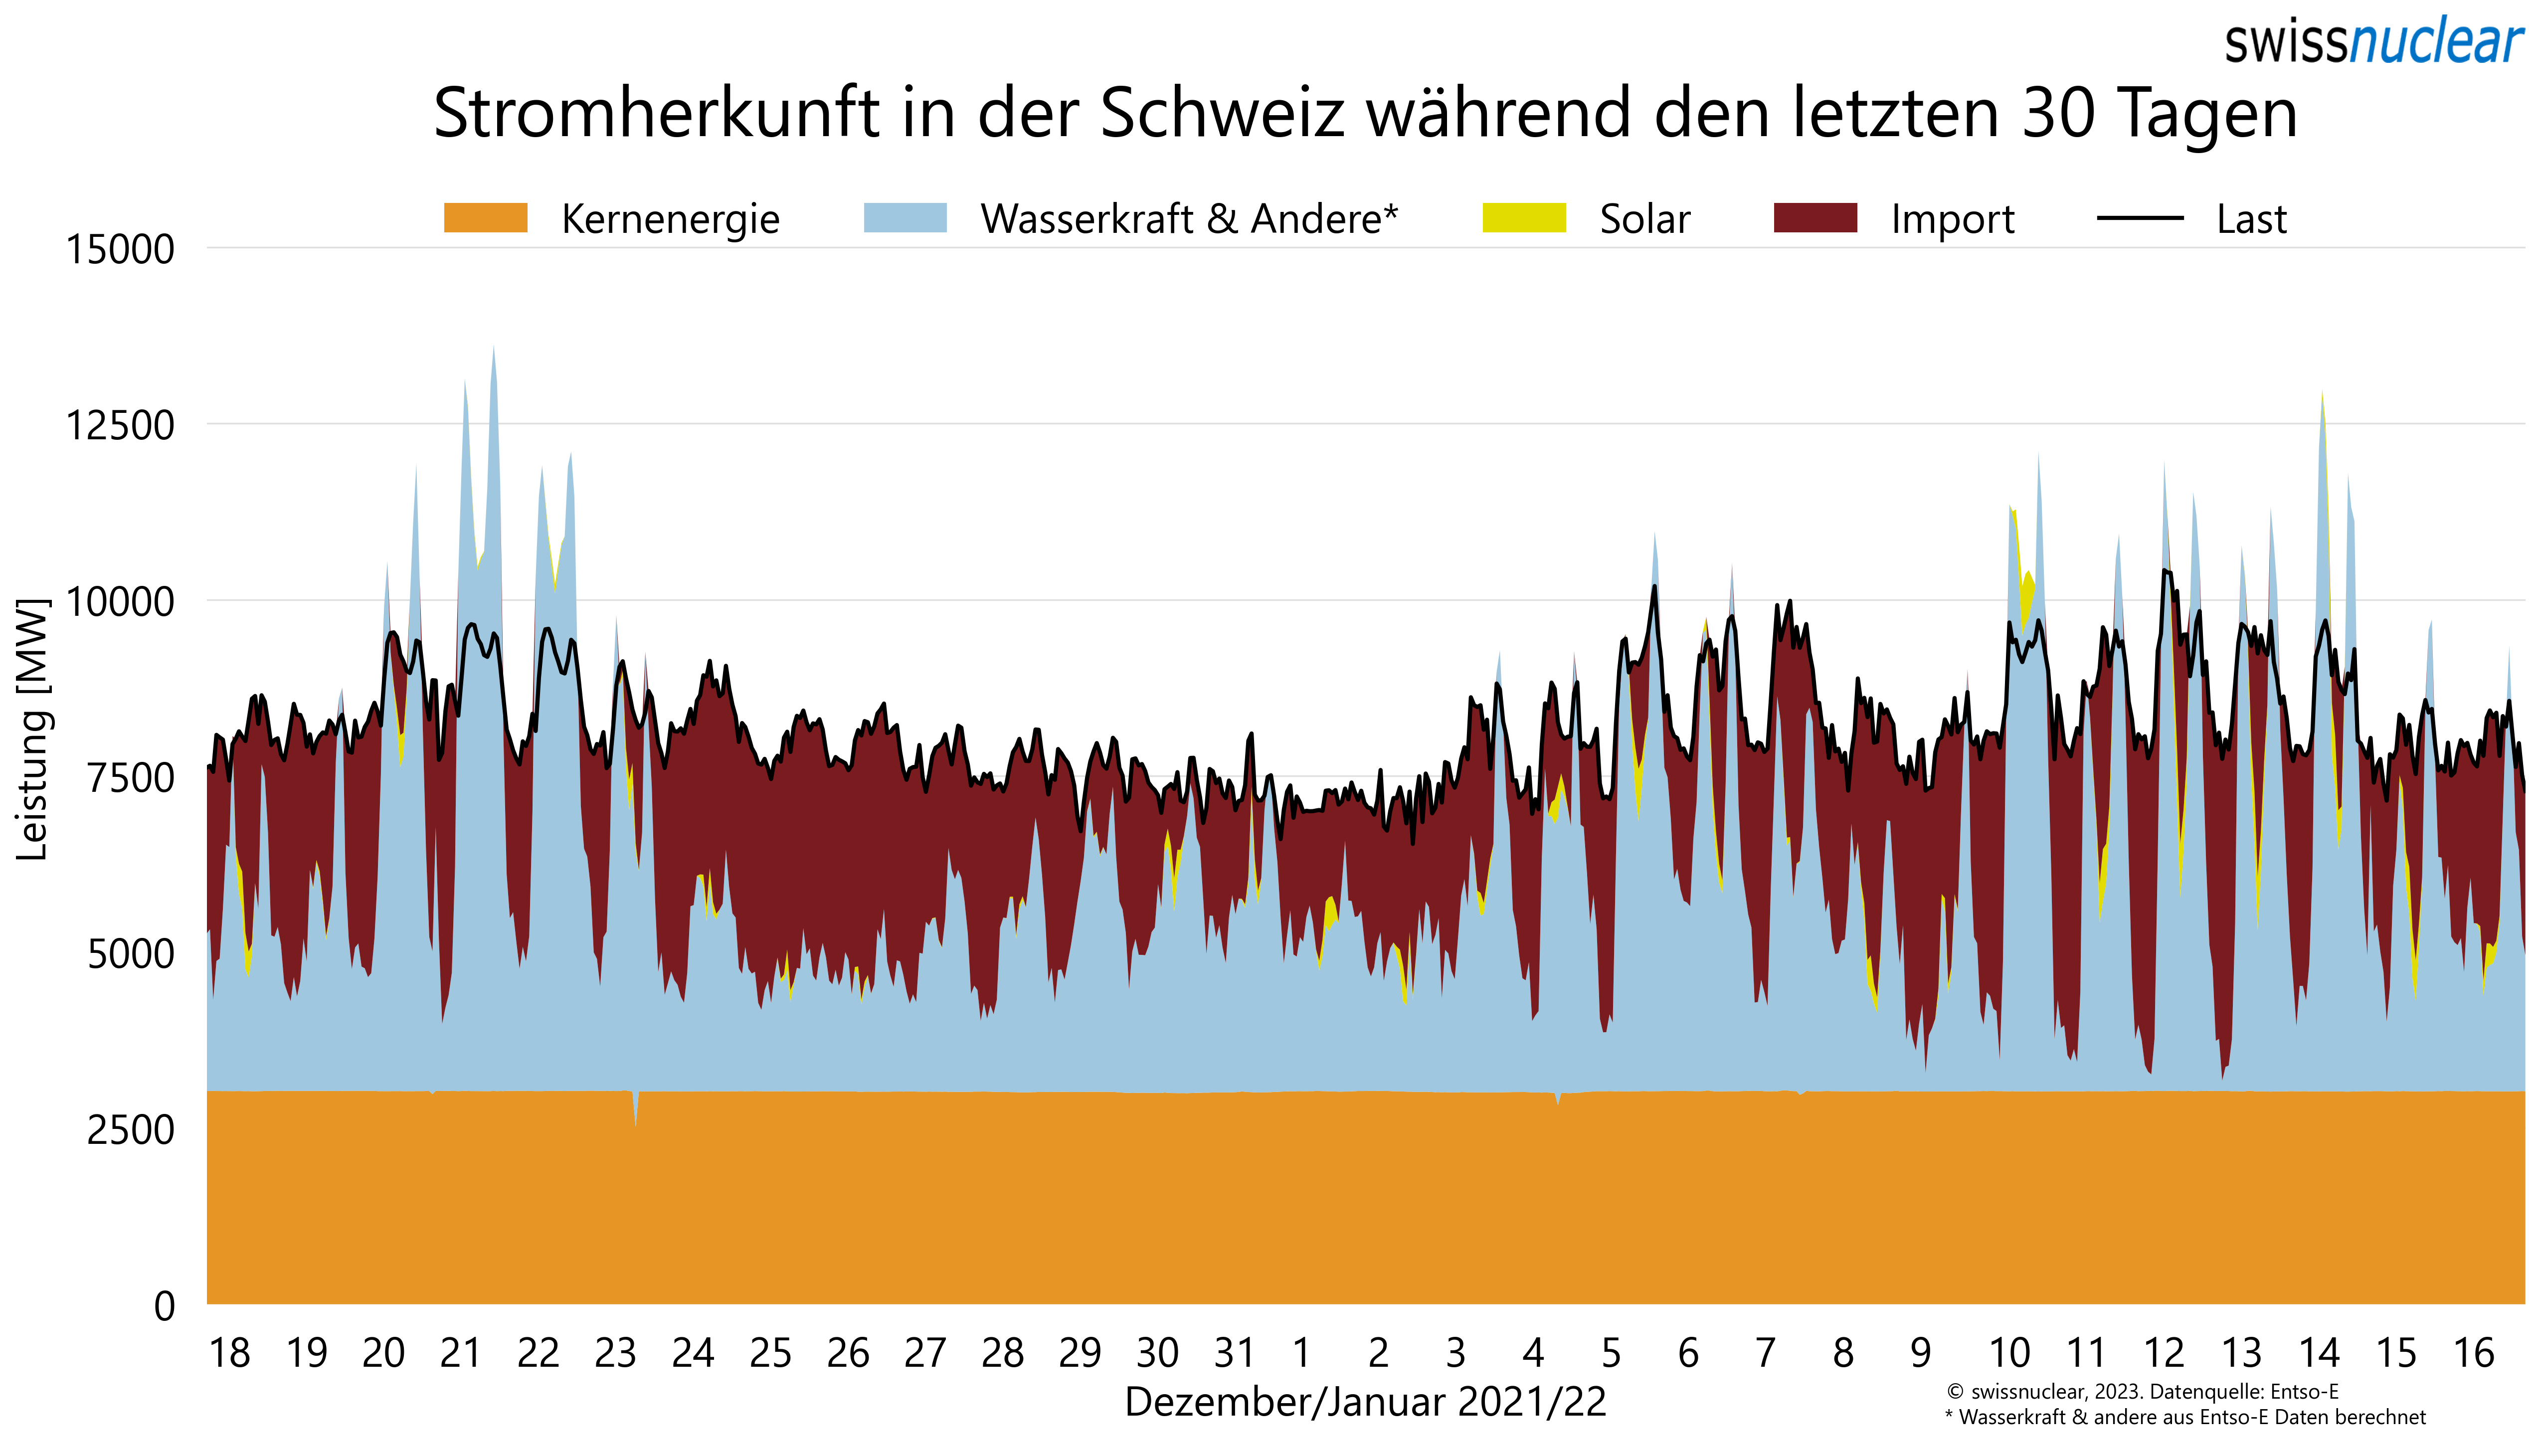 swissnuclear
Stromherkunft in der Schweiz während den letzten 30 Tagen
Kernenergie Wasserkraft & Andere* Solar Import Last
15000
12500
10000
7500
5000
2500
0
Leistung [MW]
18 19 20 21 22 23 24 25 26 27 28 29 30 31 1 2 3 4 5 6 7 8 9 10 11 12 13 14 15 16
Dezember/Januar 2021/22
© swissnuclear, 2023. Datenquelle: Entso-E
* Wasserkraft & andere aus Entso-E Daten berechnet